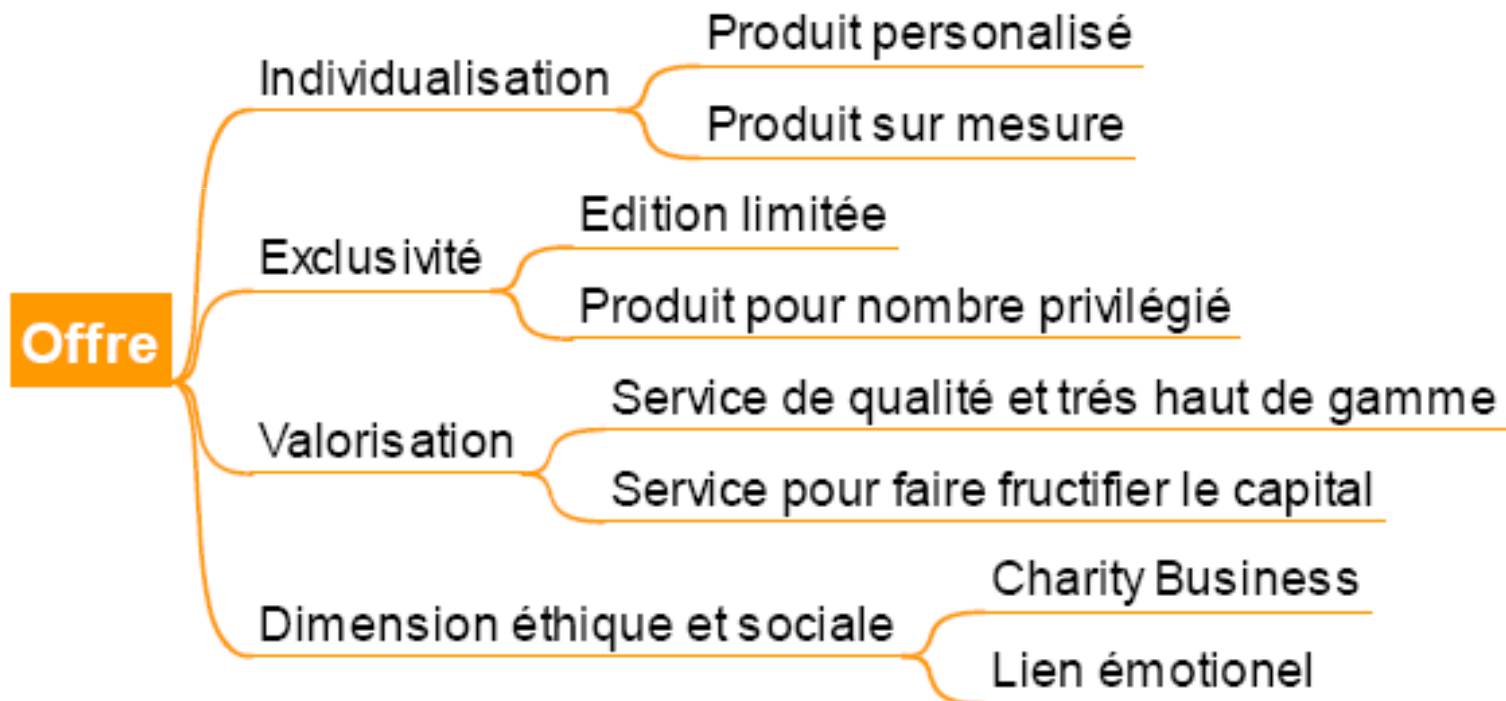 Offre
Individualisation
Produit personalisé
Produit sur mesure
Exclusivité
Edition limitée
Produit pour nombre privilégié
Valorisation
Service de qualité et trés haut de gamme
Service pour faire fructifier le capital
Dimension éthique et sociale
Charity Business
Lien émotionel